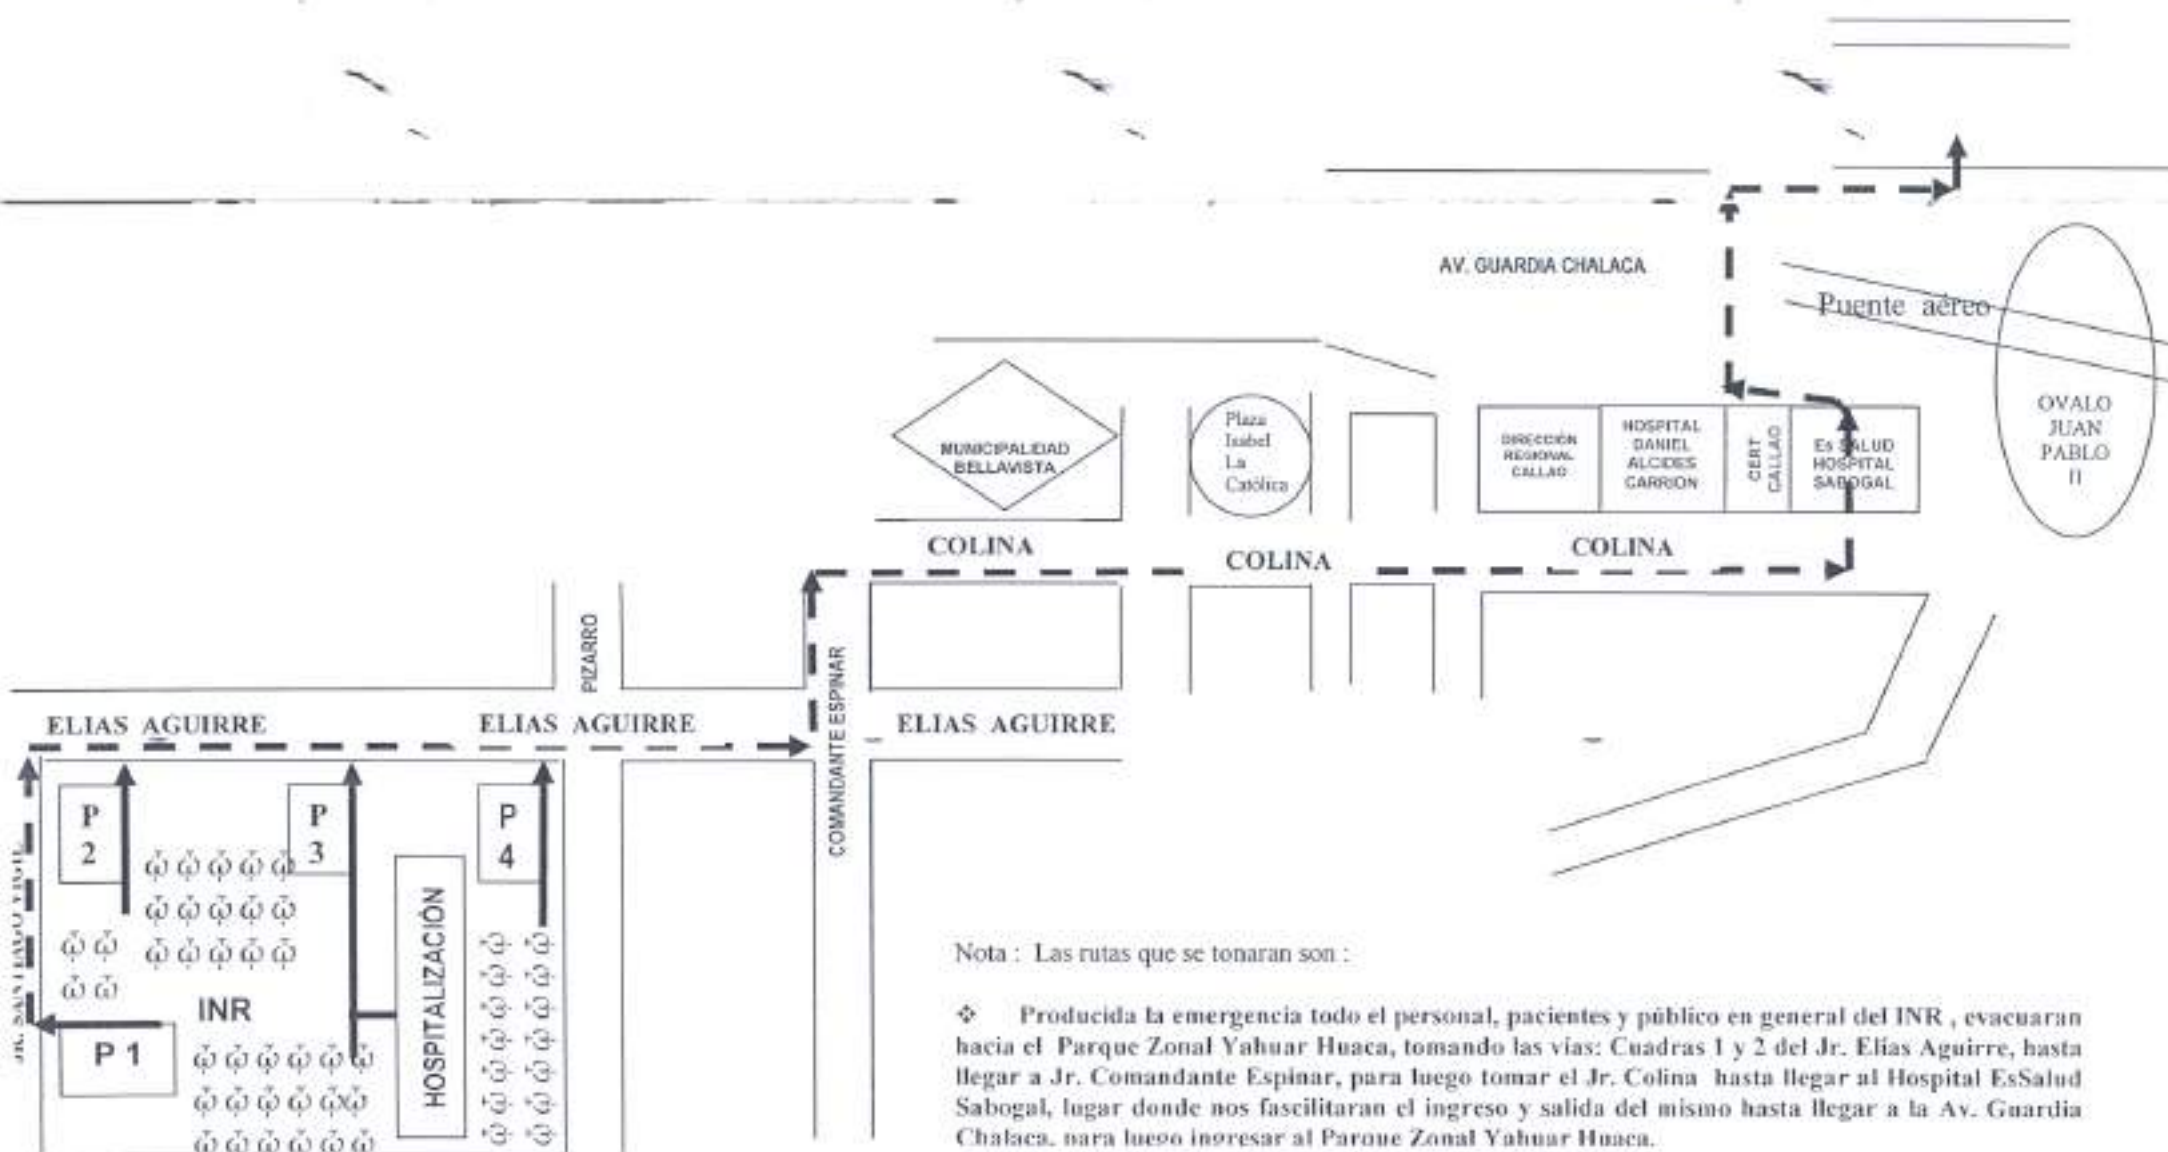 AV. GUARDIA CHALACA
Puente aéreo
OVALO
JUAN
PABLO
II
MUNICIPALIDAD
BELLAVISTA
Plaza
Isabel
La
Católica
DIRECCIÓN
REGIONAL
CALLAO
HOSPITAL
DANIEL
ALCIDES
CARRION
CERT
CALLAO
Es SALUD
HOSPITAL
SABOGAL
COLINA
COLINA
COLINA
PIZARRO
COMANDANTE ESPINAR
ELIAS AGUIRRE
ELIAS AGUIRRE
ELIAS AGUIRRE
P
2
P
3
P
4
HOSPITALIZACIÓN
INR
P 1
Nota : Las rutas que se tonaran son :
❖ Producida la emergencia todo el personal, pacientes y público en general del INR , evacuaran
hacia el Parque Zonal Yahuar Huaca, tomando las vias: Cuadras 1 y 2 del Jr. Elias Aguirre, hasta
llegar a Jr. Comandante Espinar, para luego tomar el Jr. Colina hasta llegar al Hospital EsSalud
Sabogal, lugar donde nos fascilitaran el ingreso y salida del mismo hasta llegar a la Av. Guardia
Chalaca. para luego ingresar al Parque Zonal Yahuar Huaca.